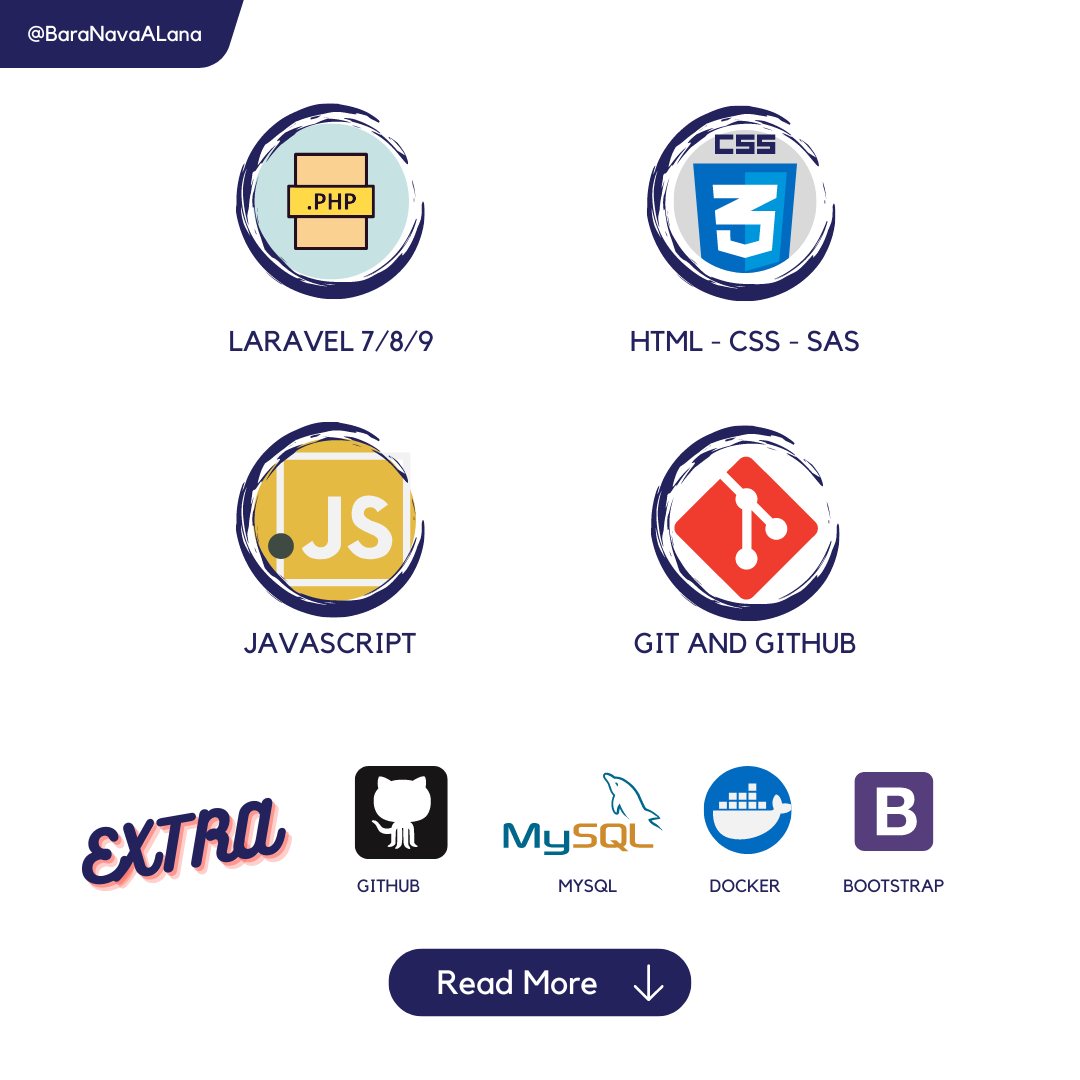 @BaraNavaALana
.PHP
CSS
3
LARAVEL 7/8/9
HTML - CSS - SAS
JS
JAVASCRIPT
GIT AND GITHUB
EXTRA
MySQL
B
GITHUB
MYSQL
DOCKER
BOOTSTRAP
Read More